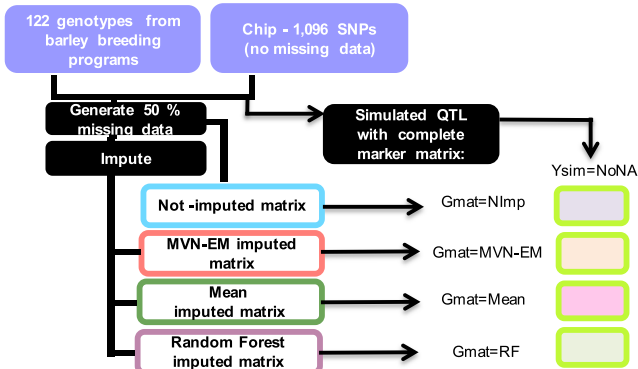 122 genotypes from
barley breeding
programs
Chip - 1,096 SNPs
(no missing data)
Generate 50 %
missing data
Impute
Simulated QTL
with complete
marker matrix:
Ysim=NoNA
Not -imputed matrix
Gmat=NImp
MVN-EM imputed
matrix
Gmat=MVN-EM
Mean
imputed matrix
Gmat=Mean
Random Forest
imputed matrix
Gmat=RF